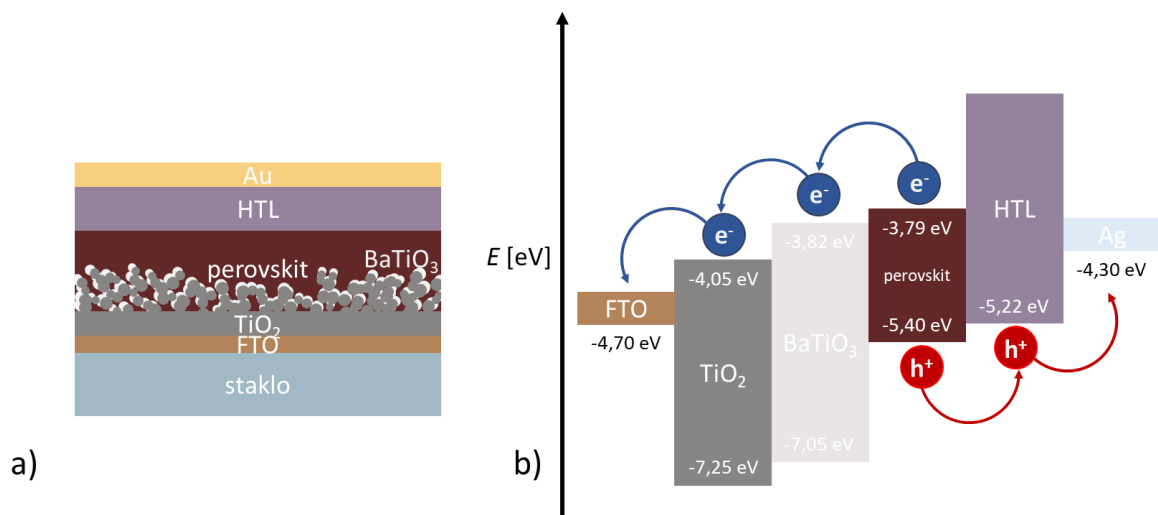 Au
HTL
perovskit
BaTiO₃
TiO₂
FTO
staklo
a)
E [eV]
b)
FTO
-4,70 eV
e⁻
-4,05 eV
TiO₂
-7,25 eV
e⁻
-3,82 eV
BaTiO₃
-7,05 eV
e⁻
-3,79 eV
perovskit
-5,40 eV
h⁺
HTL
-5,22 eV
h⁺
Ag
-4,30 eV